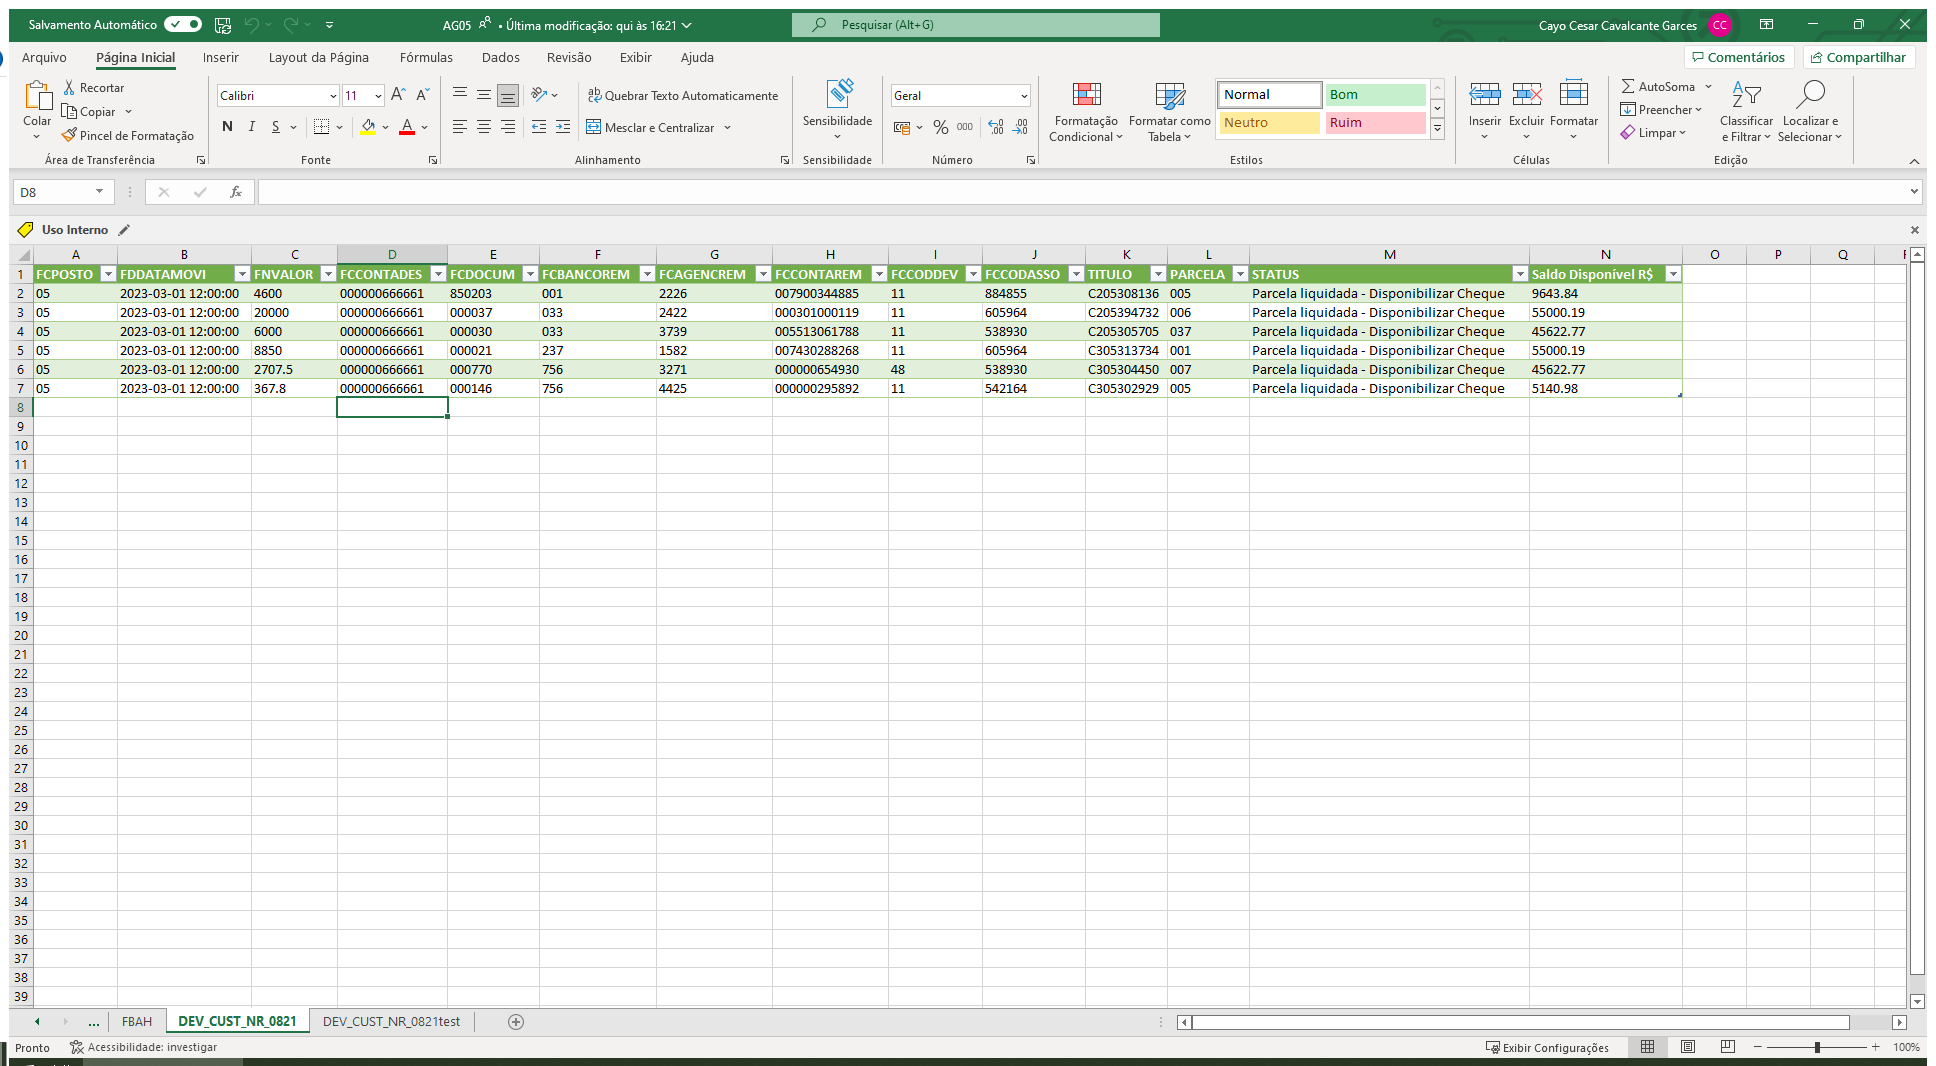 Salvamento Automático
AG05 • Última modificação: qui às 16:21
Pesquisar (Alt+G)
Cayo Cesar Cavalcante Garces CC
Arquivo Página Inicial Inserir Layout da Página Fórmulas Dados Revisão Exibir Ajuda
Comentários Compartilhar
Colar
Recortar
Copiar
Pincel de Formatação
Área de Transferência
Calibri 11
N I S
Fonte
Quebrar Texto Automaticamente
Mesclar e Centralizar
Alinhamento
Sensibilidade
Sensibilidade
Geral
% 000
Número
Formatação Condicional
Formatar como Tabela
Normal Bom
Neutro Ruim
Estilos
Inserir Excluir Formatar
Células
AutoSoma
Preencher
Limpar
Classificar e Filtrar
Localizar e Selecionar
Edição
D8
fx
Uso Interno
A B C D E F G H I J K L M N O P Q
1 FCPOSTO FDDATAMOVI FNVALOR FCCONTADES FCDOCUM FCBANCOREM FCAGENCREM FCCONTAREM FCCODDEV FCCODASSO TITULO PARCELA STATUS Saldo Disponível R$
2 05 2023-03-01 12:00:00 4600 000000666661 850203 001 2226 007900344885 11 884855 C205308136 005 Parcela liquidada - Disponibilizar Cheque 9643.84
3 05 2023-03-01 12:00:00 20000 000000666661 000037 033 2422 000301000119 11 605964 C205394732 006 Parcela liquidada - Disponibilizar Cheque 55000.19
4 05 2023-03-01 12:00:00 6000 000000666661 000030 033 3739 005513061788 11 538930 C205305705 037 Parcela liquidada - Disponibilizar Cheque 45622.77
5 05 2023-03-01 12:00:00 8850 000000666661 000021 237 1582 007430288268 11 605964 C305313734 001 Parcela liquidada - Disponibilizar Cheque 55000.19
6 05 2023-03-01 12:00:00 2707.5 000000666661 000770 756 3271 000000654930 48 538930 C305304450 007 Parcela liquidada - Disponibilizar Cheque 45622.77
7 05 2023-03-01 12:00:00 367.8 000000666661 000146 756 4425 000000295892 11 542164 C305302929 005 Parcela liquidada - Disponibilizar Cheque 5140.98
8
9
10
11
12
13
14
15
16
17
18
19
20
21
22
23
24
25
26
27
28
29
30
31
32
33
34
35
36
37
38
39
... FBAH DEV_CUST_NR_0821 DEV_CUST_NR_0821test
Pronto Acessibilidade: investigar Exibir Configurações 100%